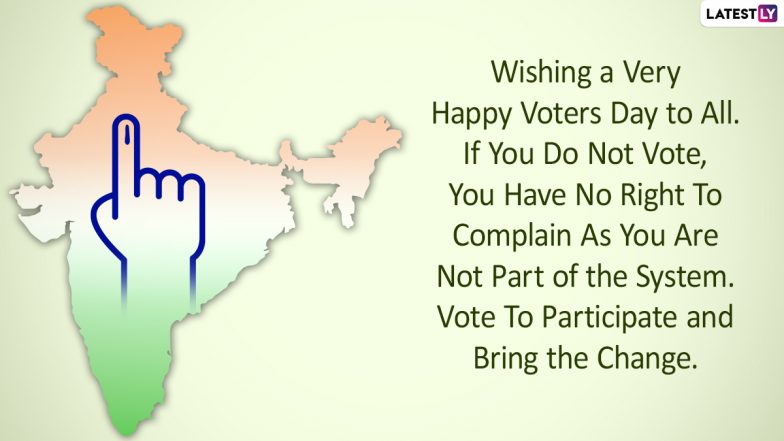 LATESTLY
Wishing a Very
Happy Voters Day to All.
If You Do Not Vote,
You Have No Right To
Complain As You Are
Not Part of the System.
Vote To Participate and
Bring the Change.